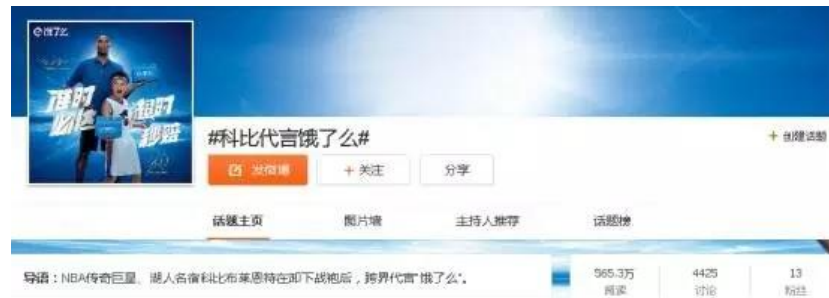 准时
必达
超时
秒赔
#科比代言饿了么#
+ 创建话题
发微博
+ 关注
分享
话题主页
图片墙
主持人推荐
话题榜
导语：NBA传奇巨星、湖人名宿科比布莱恩特在卸下战袍后，跨界代言"饿了么"。
565.3万
阅读
4425
讨论
13
粉丝